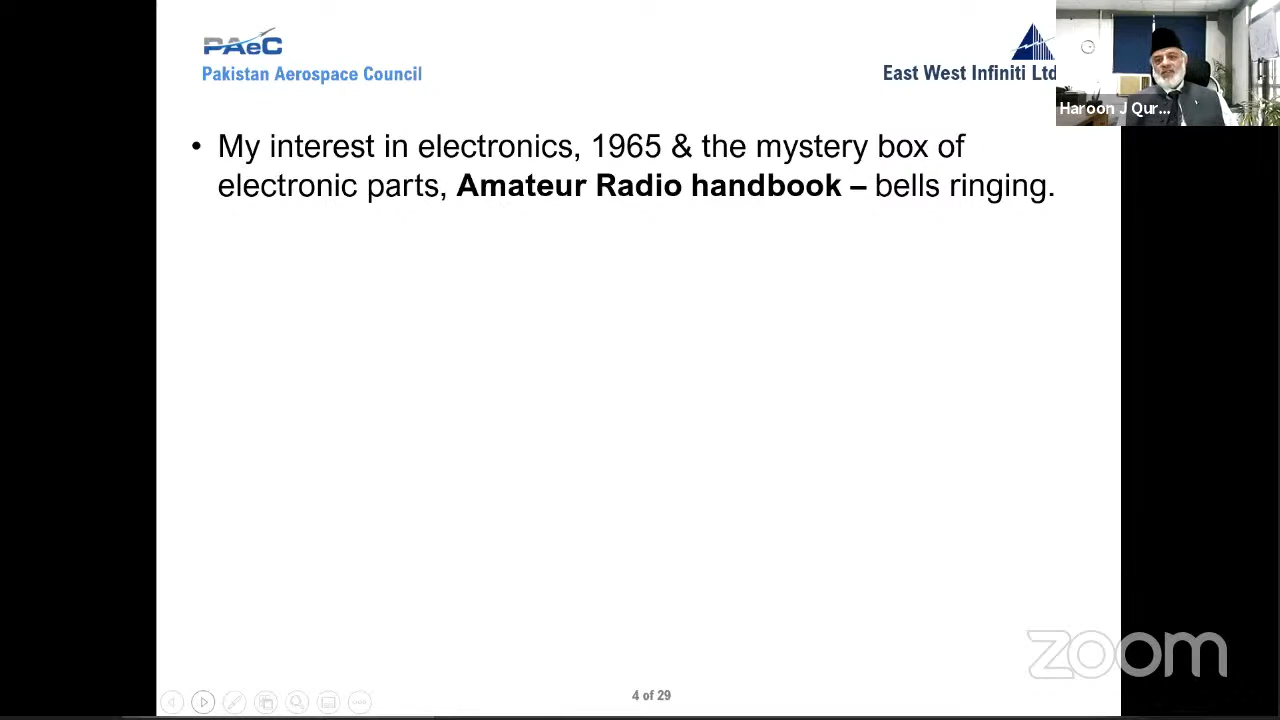 PAeC
Pakistan Aerospace Council
East West Infiniti Ltd
Haroon J Qur...
• My interest in electronics, 1965 & the mystery box of
electronic parts, Amateur Radio handbook – bells ringing.
zoom
4 of 29